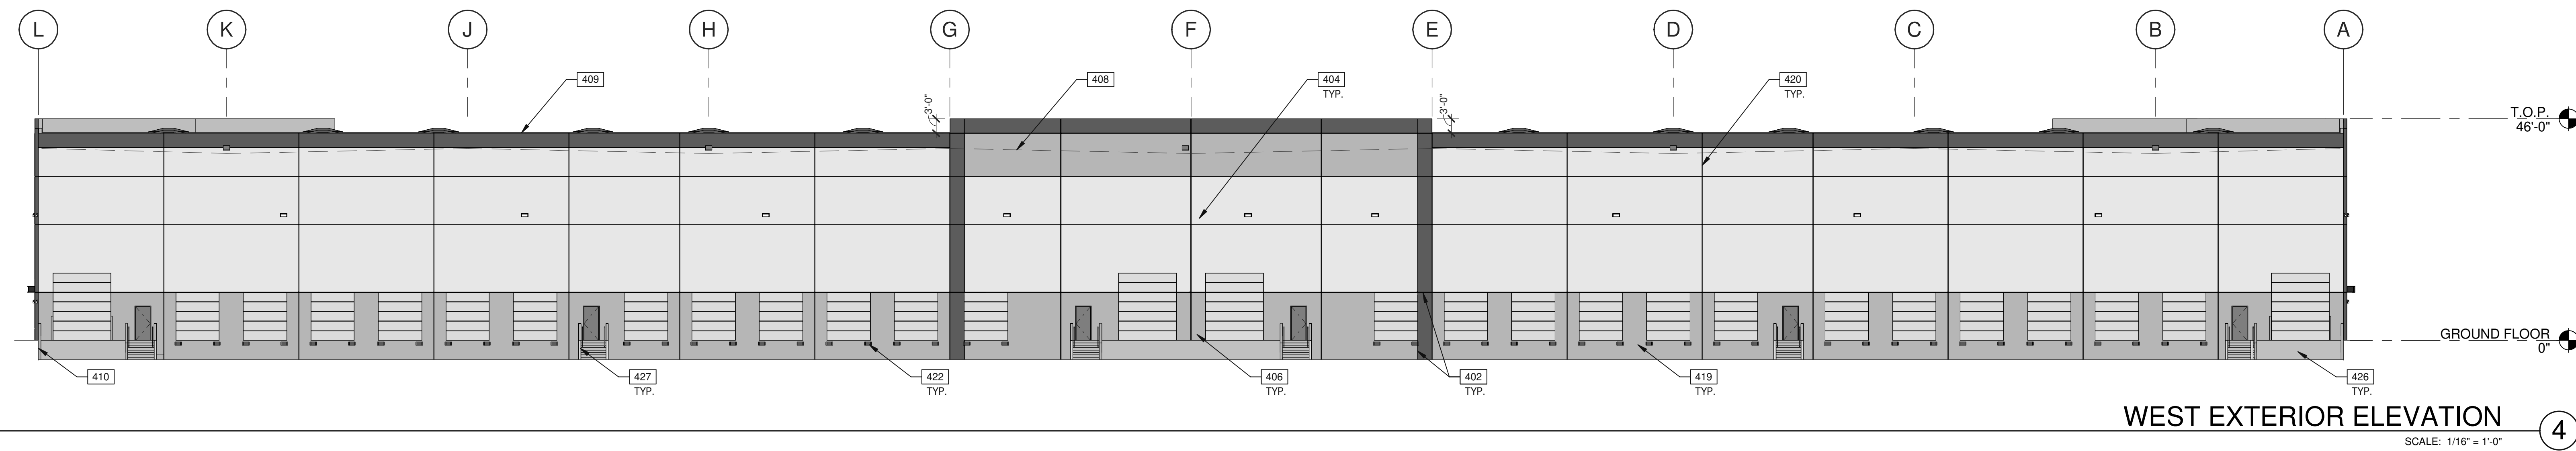 L K J H G F E D C B A
409
408
404
TYP.
420
TYP.
3'-0"
3'-0"
T.O.P.
46'-0"
GROUND FLOOR
0"
410
427
TYP.
422
TYP.
406
TYP.
402
TYP.
419
TYP.
426
TYP.
WEST EXTERIOR ELEVATION
4
SCALE: 1/16" = 1'-0"